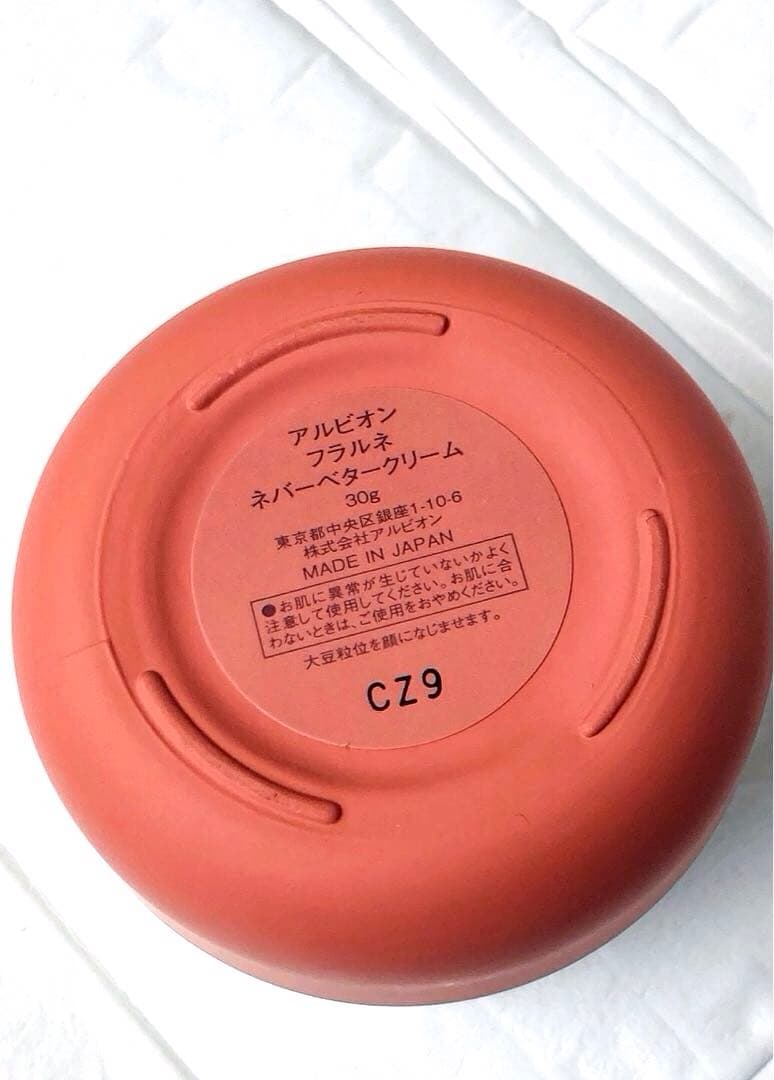 アルビオン
フラルネ
ネバーベタークリーム
30g
東京都中央区銀座1-10-6
株式会社アルビオン
MADE IN JAPAN
●お肌に異常が生じていないかよく
注意して使用してください。お肌に合
わないときは、ご使用をおやめください。
大豆粒位を顔になじませます。
CZ9